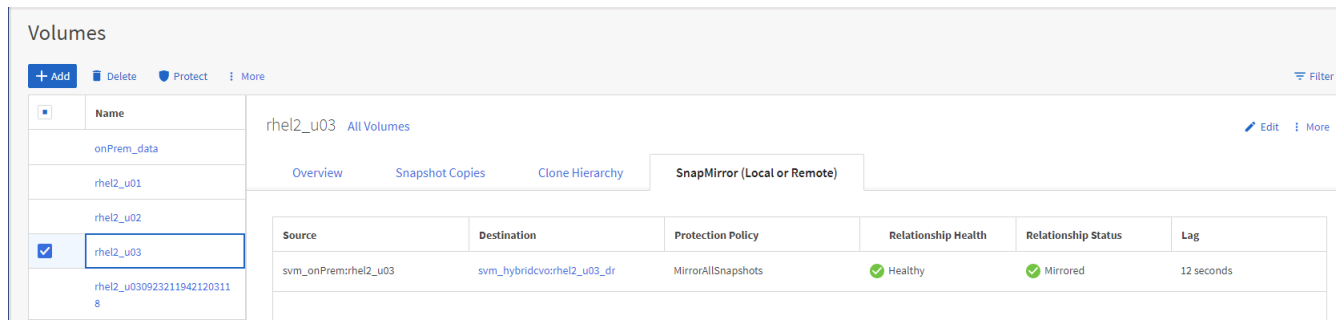 Volumes
+ Add Delete Protect More Filter
Name
onPrem_data
rhel2_u01
rhel2_u02
rhel2_u03
rhel2_u030923211942120311
8
rhel2_u03 All Volumes Edit More
Overview Snapshot Copies Clone Hierarchy SnapMirror (Local or Remote)
Source Destination Protection Policy Relationship Health Relationship Status Lag
svm_onPrem:rhel2_u03 svm_hybridcvo:rhel2_u03_dr MirrorAllSnapshots Healthy Mirrored 12 seconds